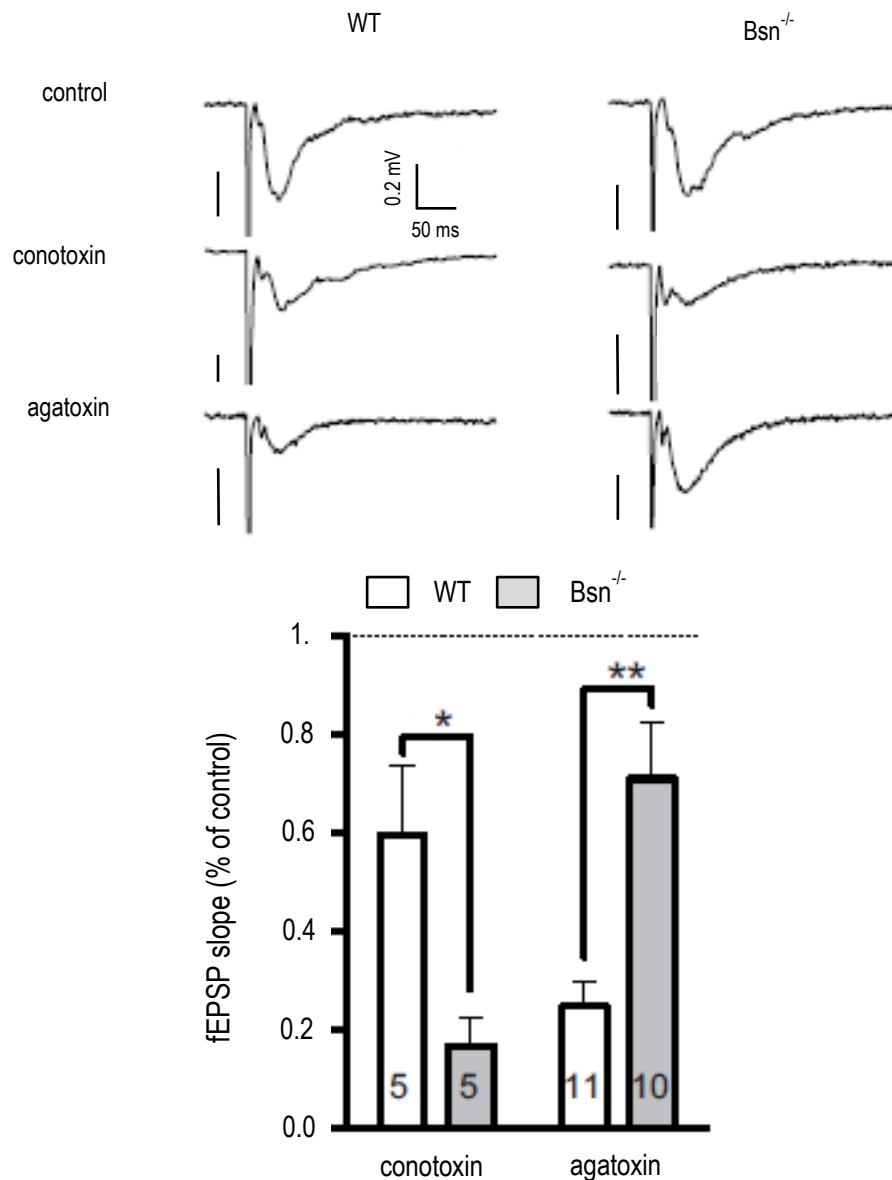 WT Bsn-/-
control
0.2 mV
50 ms
conotoxin
agatoxin
WT Bsn-/-
1.
**
*
0.8
0.6
0.4
0.2
0.0
fEPSP slope (% of control)
5 5 11 10
conotoxin agatoxin